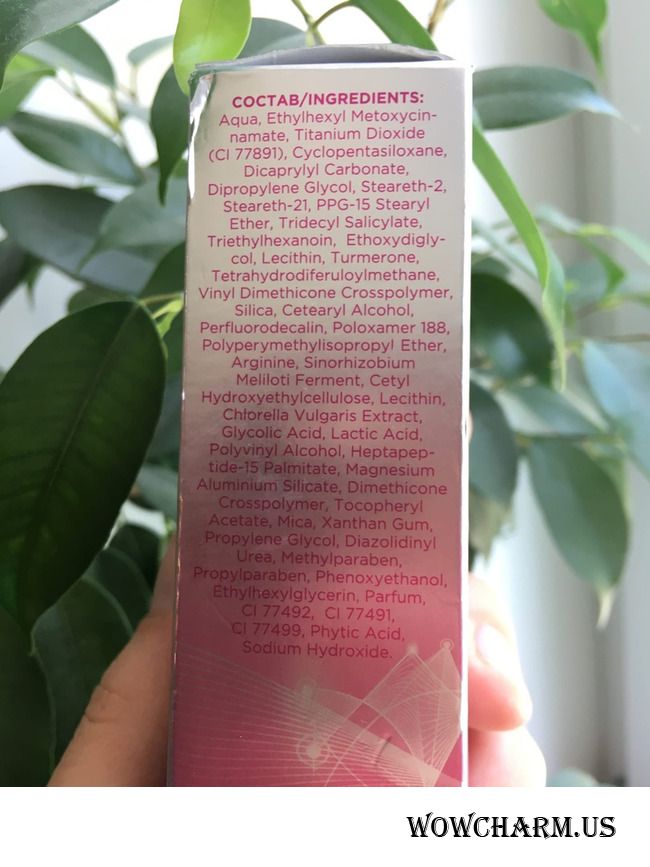 СОСТАВ/INGREDIENTS:
Aqua, Ethylhexyl Metoxycin-
namate, Titanium Dioxide
(CI 77891), Cyclopentasiloxane,
Dicaprylyl Carbonate,
Dipropylene Glycol, Steareth-2,
Steareth-21, PPG-15 Stearyl
Ether, Tridecyl Salicylate,
Triethylhexanoin, Ethoxydigly-
col, Lecithin, Turmerone,
Tetrahydrodiferuloylmethane,
Vinyl Dimethicone Crosspolymer,
Silica, Cetearyl Alcohol,
Perfluorodecalin, Poloxamer 188,
Polyperymethylisopropyl Ether,
Arginine, Sinorhizobium
Meliloti Ferment, Cetyl
Hydroxyethylcellulose, Lecithin,
Chlorella Vulgaris Extract,
Glycolic Acid, Lactic Acid,
Polyvinyl Alcohol, Heptapep-
tide-15 Palmitate, Magnesium
Aluminium Silicate, Dimethicone
Crosspolymer, Tocopheryl
Acetate, Mica, Xanthan Gum,
Propylene Glycol, Diazolidinyl
Urea, Methylparaben,
Propylparaben, Phenoxyethanol,
Ethylhexylglycerin, Parfum,
CI 77492, CI 77491,
CI 77499, Phytic Acid,
Sodium Hydroxide.
WOWCHARM.US